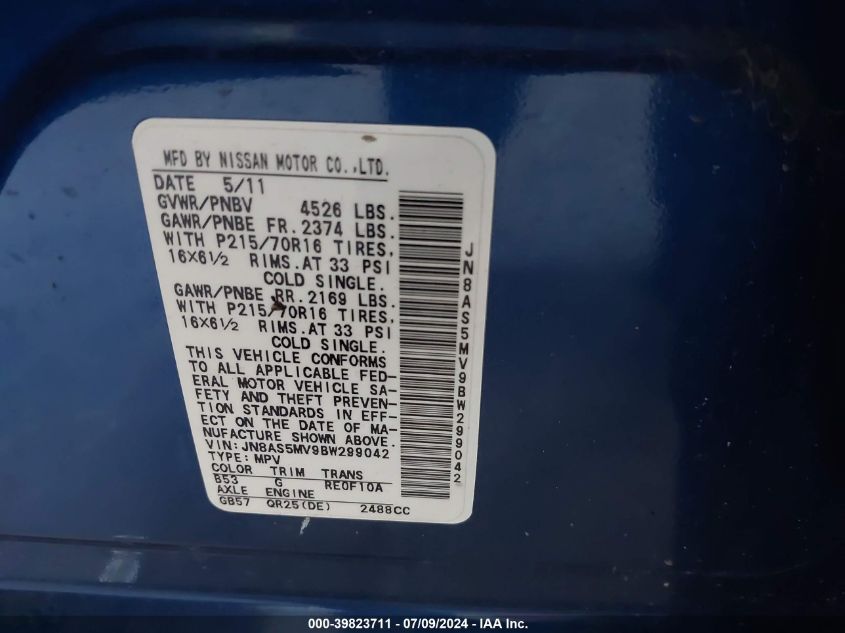 MFD BY NISSAN MOTOR CO.,LTD.
DATE 5/11
GVWR/PNBV 4526 LBS.
GAWR/PNBE FR. 2374 LBS.
WITH P215/70R16 TIRES,
16X6½ RIMS.AT 33 PSI
COLD SINGLE.
GAWR/PNBE RR. 2169 LBS.
WITH P215/70R16 TIRES,
16X6½ RIMS.AT 33 PSI
COLD SINGLE.
THIS VEHICLE CONFORMS
TO ALL APPLICABLE FED-
ERAL MOTOR VEHICLE SA-
FETY AND THEFT PREVEN-
TION STANDARDS IN EFF-
ECT ON THE DATE OF MA-
NUFACTURE SHOWN ABOVE.
VIN:JN8AS5MV9BW299042
TYPE:MPV
COLOR TRIM TRANS
B53 G RE0F10A
AXLE ENGINE
GB57 QR25(DE) 2488CC
JN8AS5MV9BW299042
000-39823711 - 07/09/2024 - IAA Inc.